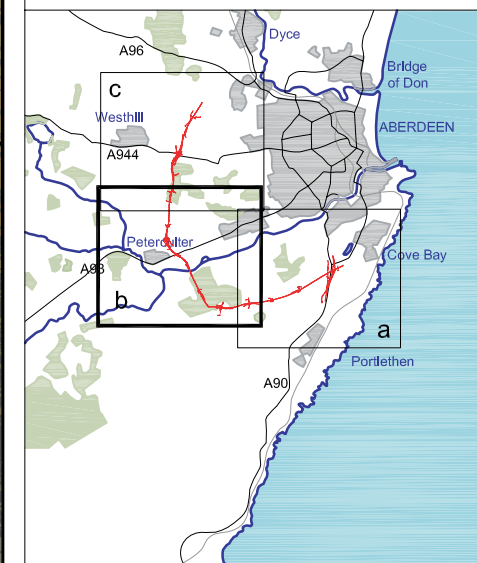 Dyce
A96
Bridge
of Don
c
Westhill
ABERDEEN
A944
Peterculter
Cove Bay
A93
b
a
Portlethen
A90